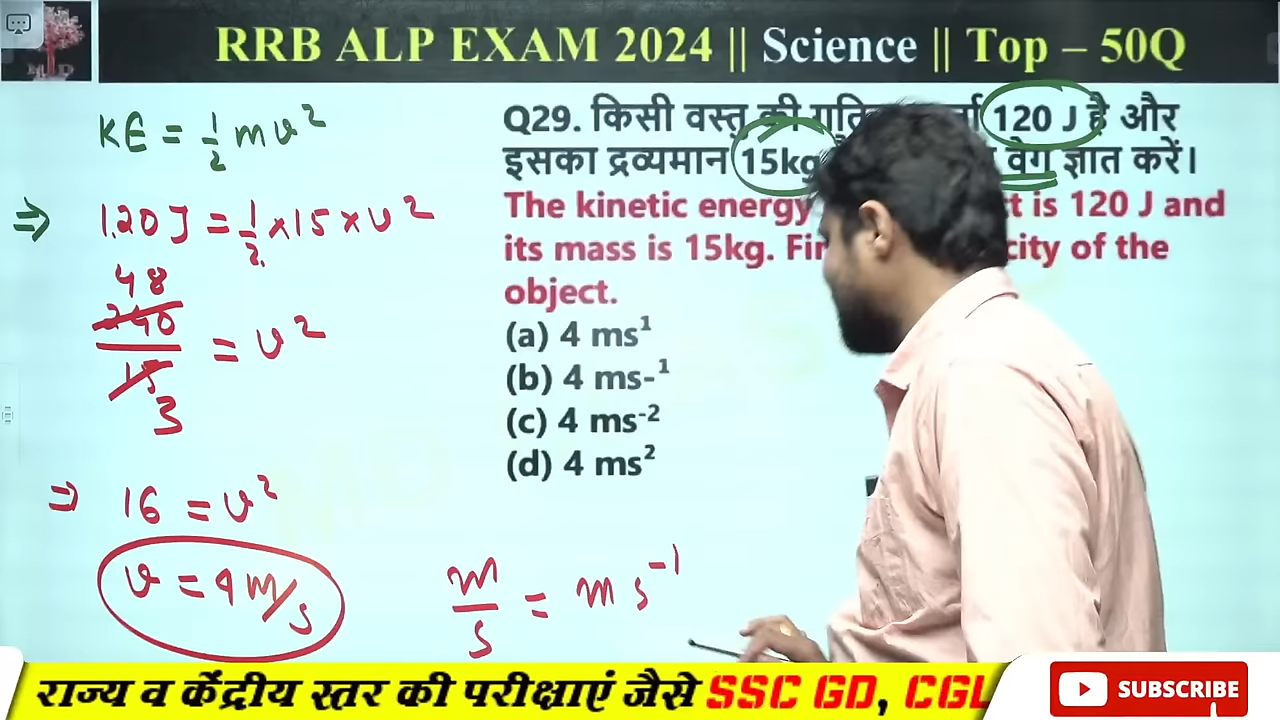 RRB ALP EXAM 2024 || Science || Top – 50Q
KE = 1/2 mv²
⇒ 120J = 1/2 × 15 × v²
48
240
15
3
= v²
⇒ 16 = v²
v = 4m/s
m/s = ms⁻¹
Q29. किसी वस्तु की 120 J है और
इसका द्रव्यमान 15kg वेग ज्ञात करें।
The kinetic energy is 120 J and
its mass is 15kg. of the
object.
(a) 4 ms¹
(b) 4 ms-¹
(c) 4 ms⁻²
(d) 4 ms²
राज्य व केंद्रीय स्तर की परीक्षाएं जैसे SSC GD, CGL
SUBSCRIBE